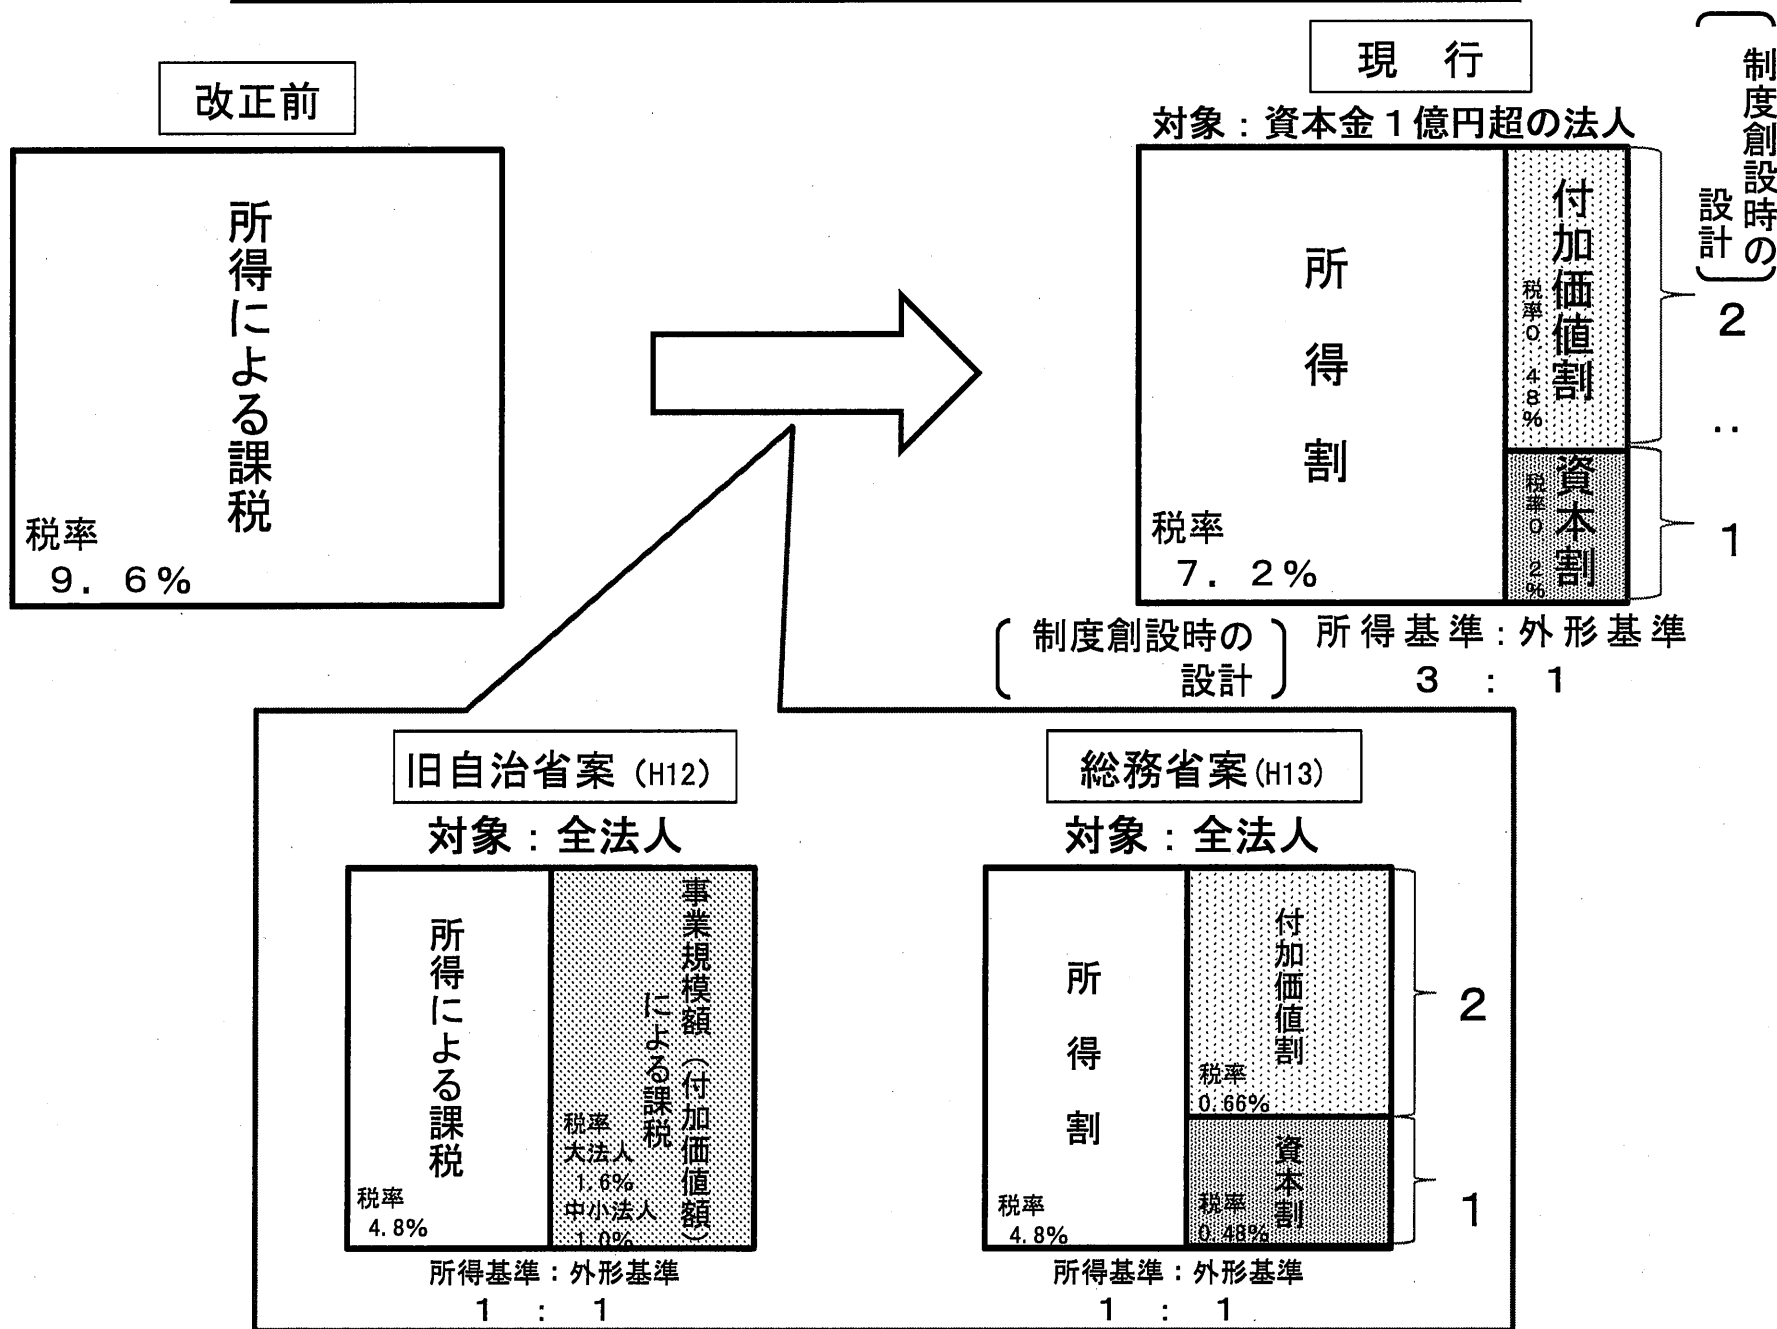 改正前
所得による課税
税率
9．6％
現　行
対象：資本金１億円超の法人
所得割
税率
7．2％
付加価値割
税率0．48％
資本割
税率0．2％
制度創設時の
設計
2
：
1
制度創設時の
設計
所得基準：外形基準
3　：　1
旧自治省案（H12）
対象：全法人
所得による課税
税率
4.8%
事業規模額（付加価値額）
による課税
税率
大法人
1.6%
中小法人
1.0%
所得基準：外形基準
1　：　1
総務省案(H13)
対象：全法人
所得割
税率
4.8%
付加価値割
税率
0.66%
資本割
税率
0.48%
2
1
所得基準：外形基準
1　：　1